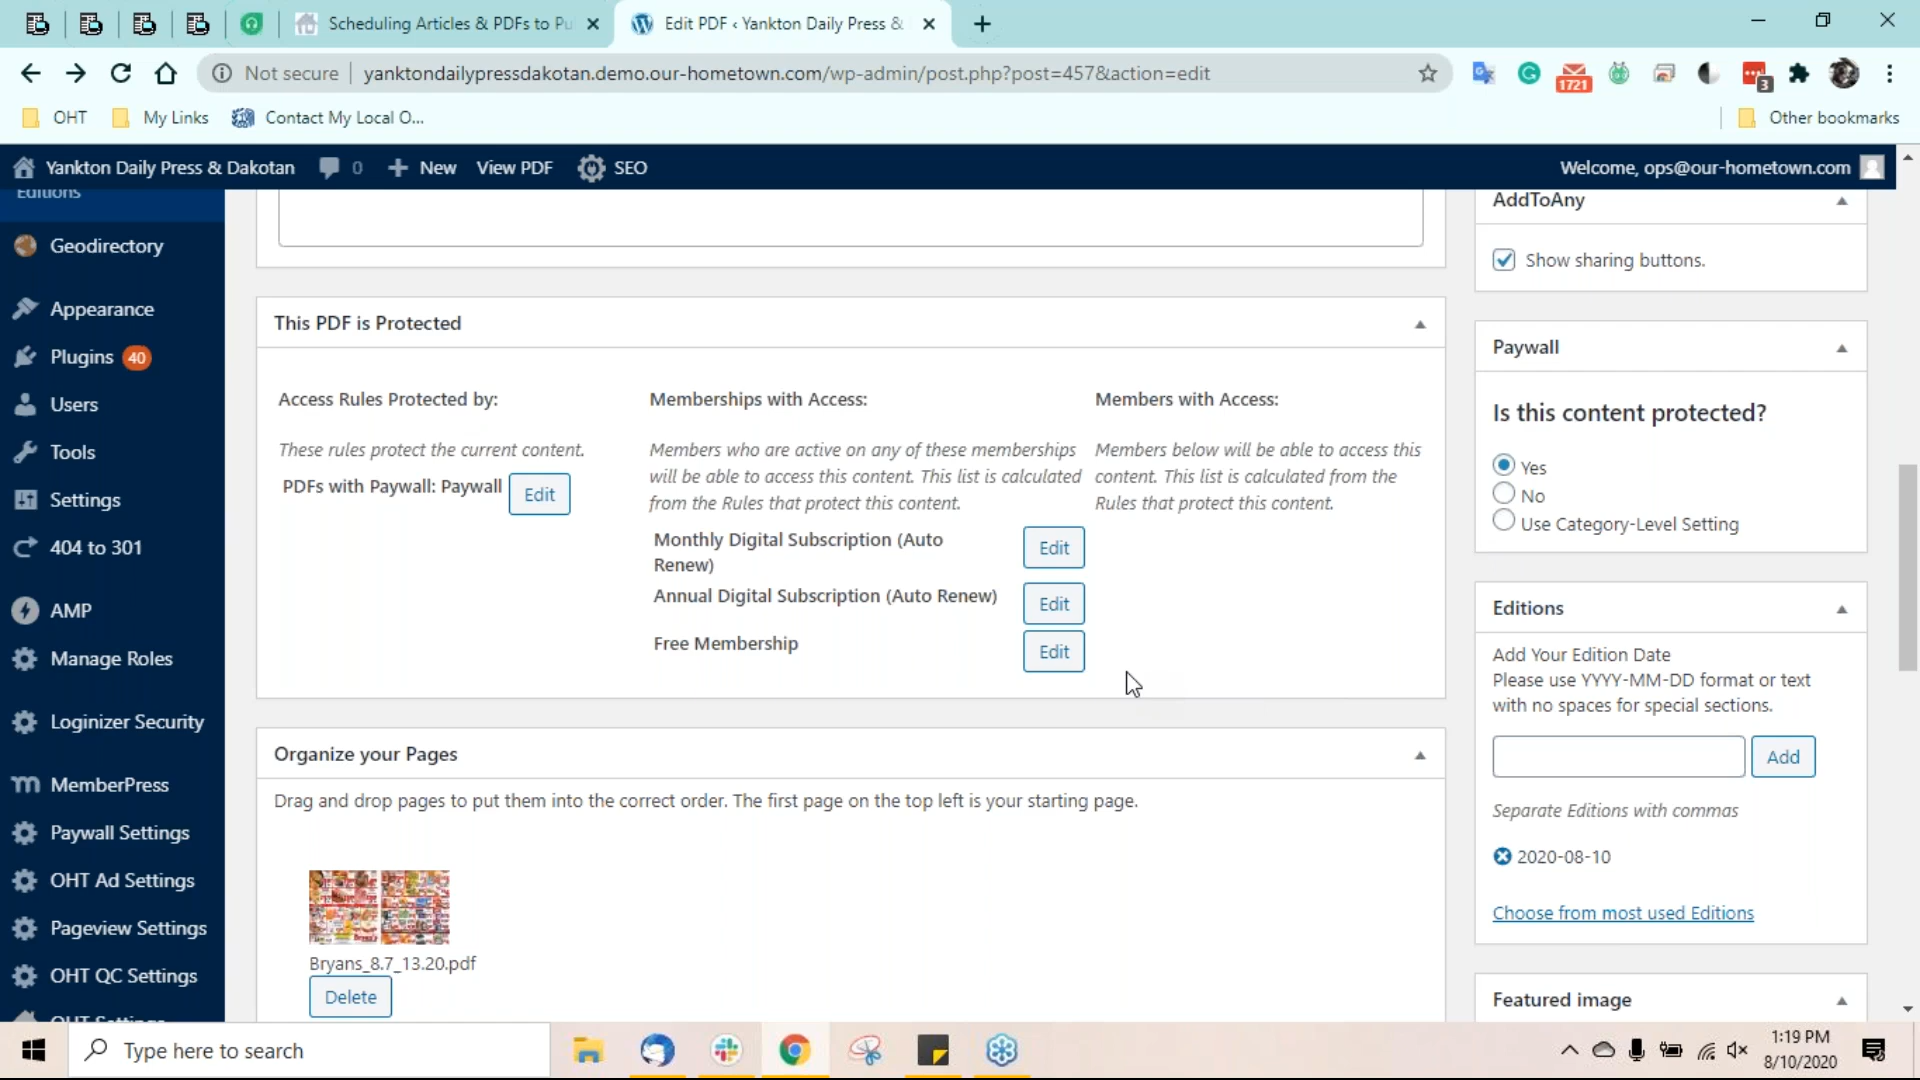 Scheduling Articles & PDFs to Pu
Edit PDF ‹ Yankton Daily Press &
Not secure
yanktondailypressdakotan.demo.our-hometown.com/wp-admin/post.php?post=457&action=edit
1721
3
OHT
My Links
Contact My Local O...
Other bookmarks
Yankton Daily Press & Dakotan
0
New
View PDF
SEO
Welcome, ops@our-hometown.com
Editions
Geodirectory
Appearance
Plugins 40
Users
Tools
Settings
404 to 301
AMP
Manage Roles
Loginizer Security
MemberPress
Paywall Settings
OHT Ad Settings
Pageview Settings
OHT QC Settings
OHT Settings
This PDF is Protected
Access Rules Protected by:
These rules protect the current content.
PDFs with Paywall: Paywall
Edit
Memberships with Access:
Members who are active on any of these memberships
will be able to access this content. This list is calculated
from the Rules that protect this content.
Monthly Digital Subscription (Auto
Renew)
Edit
Annual Digital Subscription (Auto Renew)
Edit
Free Membership
Edit
Members with Access:
Members below will be able to access this
content. This list is calculated from the
Rules that protect this content.
Organize your Pages
Drag and drop pages to put them into the correct order. The first page on the top left is your starting page.
Bryans_8.7_13.20.pdf
Delete
AddToAny
Show sharing buttons.
Paywall
Is this content protected?
Yes
No
Use Category-Level Setting
Editions
Add Your Edition Date
Please use YYYY-MM-DD format or text
with no spaces for special sections.
Add
Separate Editions with commas
2020-08-10
Choose from most used Editions
Featured image
Type here to search
1:19 PM
8/10/2020